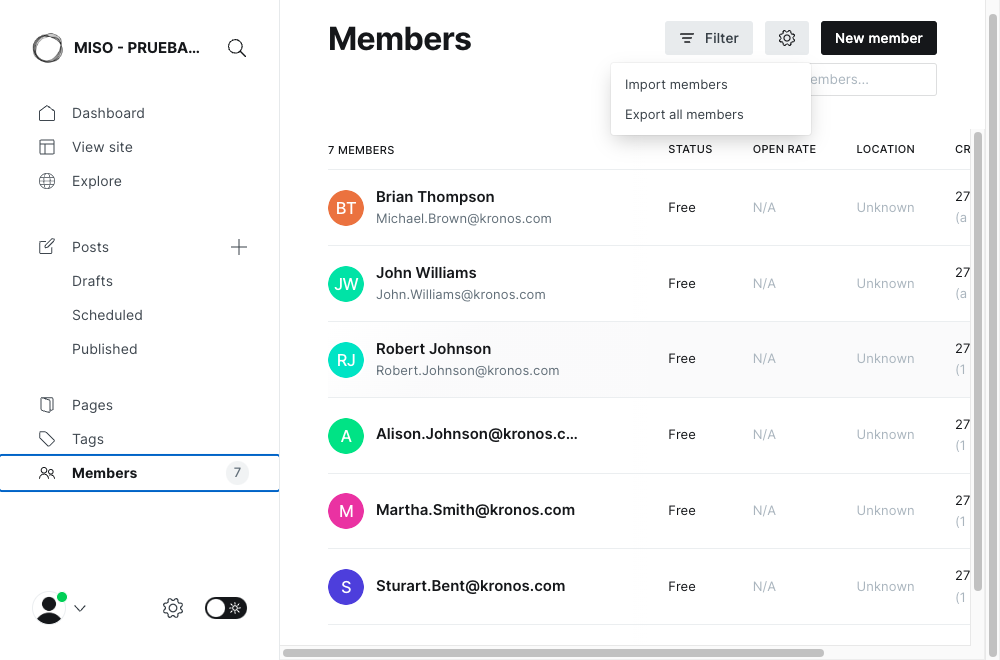 MISO - PRUEBA...
Dashboard
View site
Explore
Posts
Drafts
Scheduled
Published
Pages
Tags
Members 7
Members
Filter
New member
Import members
Export all members
7 MEMBERS STATUS OPEN RATE LOCATION CR
BT Brian Thompson Free N/A Unknown 27
Michael.Brown@kronos.com (a
JW John Williams Free N/A Unknown 27
John.Williams@kronos.com (a
RJ Robert Johnson Free N/A Unknown 27
Robert.Johnson@kronos.com (1
A Alison.Johnson@kronos.c... Free N/A Unknown 27
(1
M Martha.Smith@kronos.com Free N/A Unknown 27
(1
S Sturart.Bent@kronos.com Free N/A Unknown 27
(1